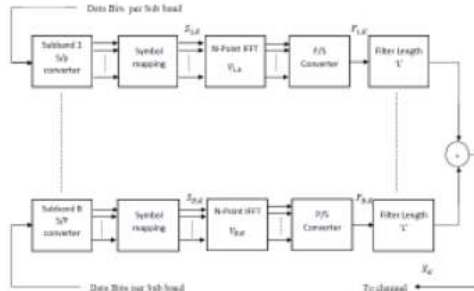 Data Bits per Sub band
Subband 1
S/p
converter
Symbol
mapping
S₁,d
N-Point IFFT
P/S
Converter
Filter Length
'L'
Subband B
S/P
converter
Symbol
mapping
N-Point IFFT
P/S
Converter
Filter Length
'L'
Data Bits per Sub band
To channel